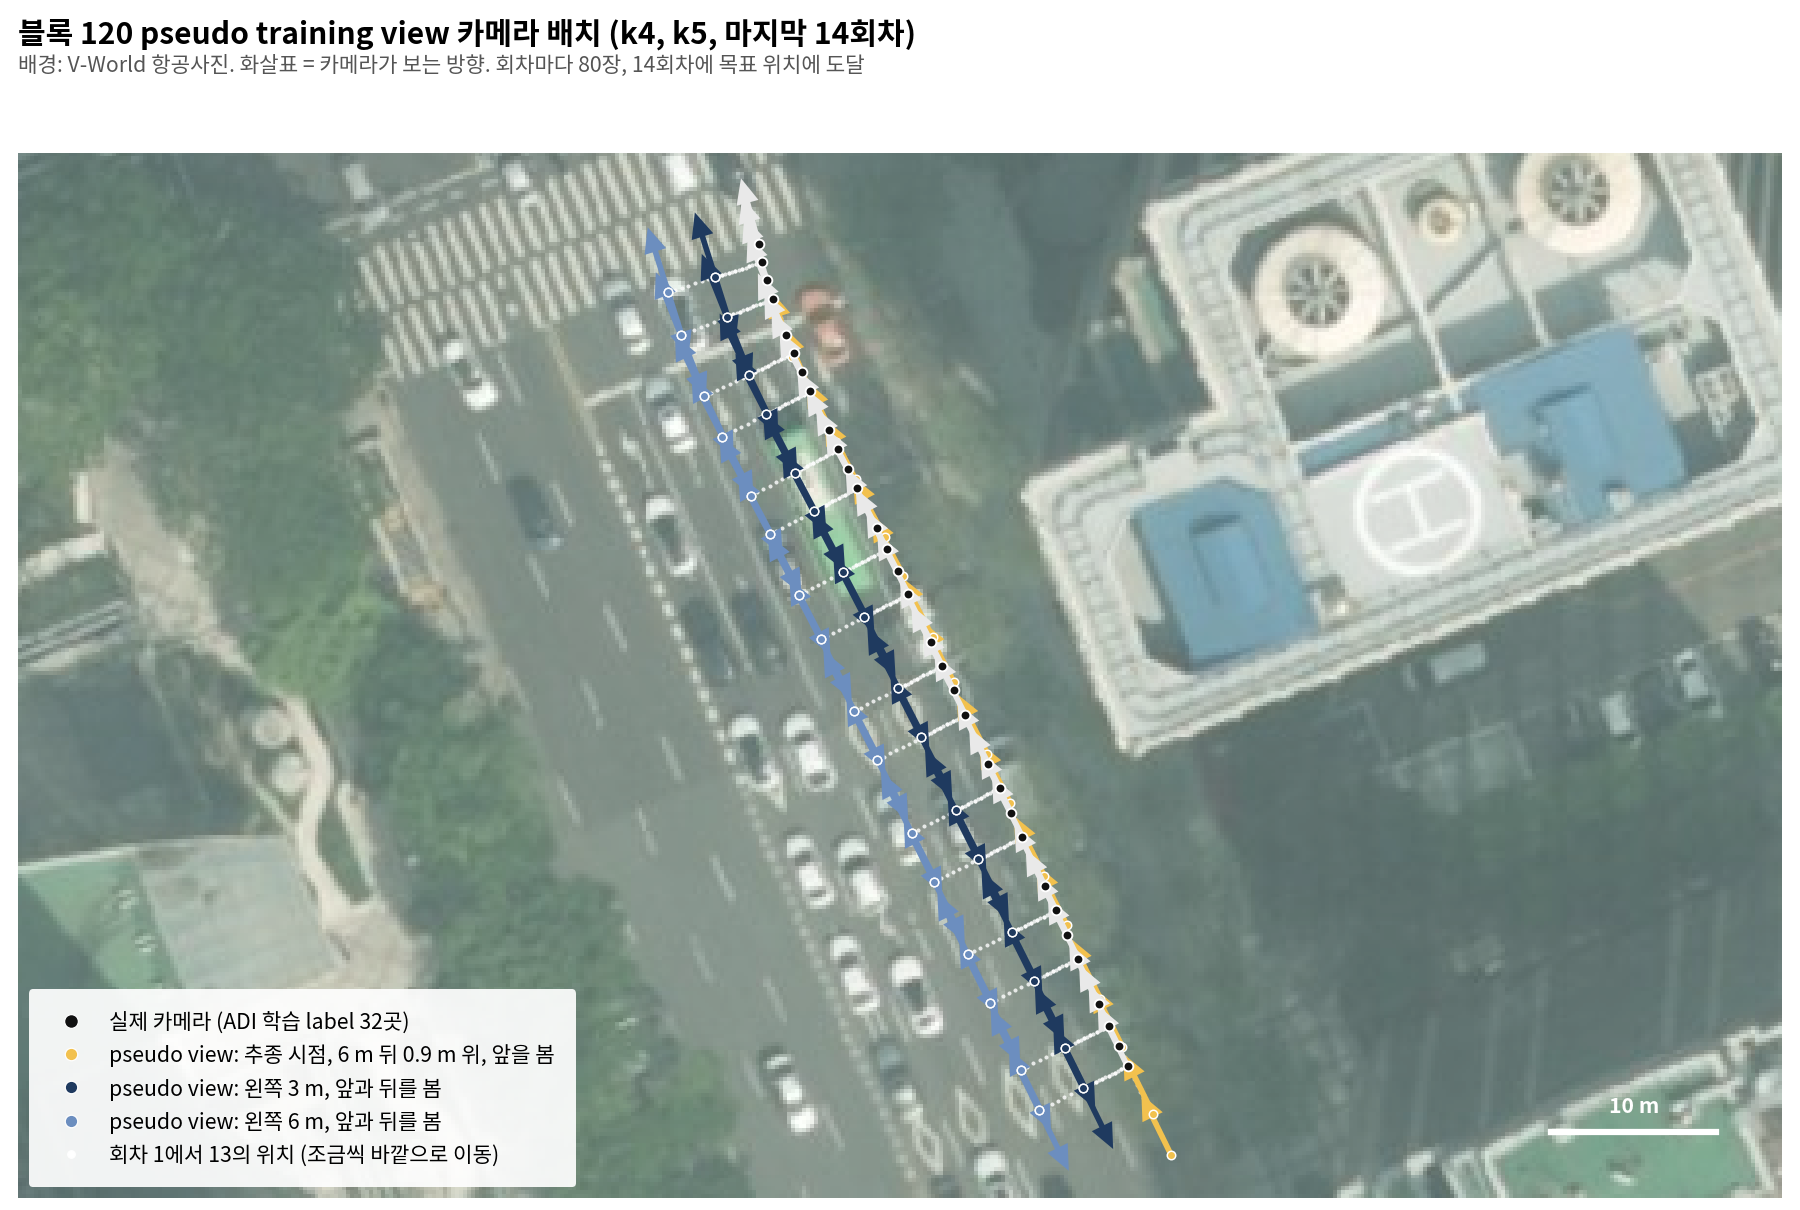 블록 120 pseudo training view 카메라 배치 (k4, k5, 마지막 14회차)
배경: V-World 항공사진. 화살표 = 카메라가 보는 방향. 회차마다 80장, 14회차에 목표 위치에 도달
H
10 m
실제 카메라 (ADI 학습 label 32곳)
pseudo view: 추종 시점, 6 m 뒤 0.9 m 위, 앞을 봄
pseudo view: 왼쪽 3 m, 앞과 뒤를 봄
pseudo view: 왼쪽 6 m, 앞과 뒤를 봄
회차 1에서 13의 위치 (조금씩 바깥으로 이동)